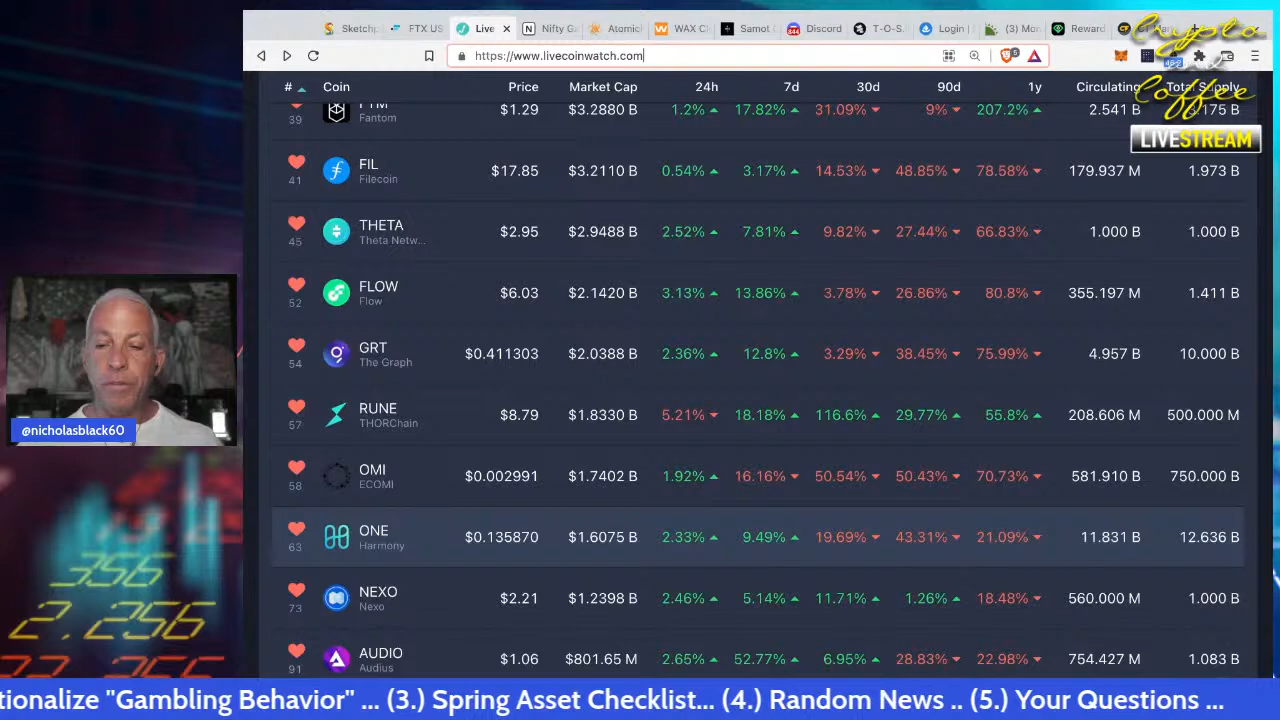 Sketchp
FTX US
Live
Nifty Ga
Atomic
WAX Cl
Samot
Discord
T-O-S.
Login |
(3) Mon
Reward
https://www.livecoinwatch.com
Crypto
and
Coffee
LIVESTREAM
# Coin Price Market Cap 24h 7d 30d 90d 1y Circulating Total Supply
39 FTM Fantom $1.29 $3.2880 B 1.2% 17.82% 31.09% 9% 207.2% 2.541 B
41 FIL Filecoin $17.85 $3.2110 B 0.54% 3.17% 14.53% 48.85% 78.58% 179.937 M 1.973 B
45 THETA Theta Netw... $2.95 $2.9488 B 2.52% 7.81% 9.82% 27.44% 66.83% 1.000 B 1.000 B
52 FLOW Flow $6.03 $2.1420 B 3.13% 13.86% 3.78% 26.86% 80.8% 355.197 M 1.411 B
54 GRT The Graph $0.411303 $2.0388 B 2.36% 12.8% 3.29% 38.45% 75.99% 4.957 B 10.000 B
57 RUNE THORChain $8.79 $1.8330 B 5.21% 18.18% 116.6% 29.77% 55.8% 208.606 M 500.000 M
58 OMI ECOMI $0.002991 $1.7402 B 1.92% 16.16% 50.54% 50.43% 70.73% 581.910 B 750.000 B
63 ONE Harmony $0.135870 $1.6075 B 2.33% 9.49% 19.69% 43.31% 21.09% 11.831 B 12.636 B
73 NEXO Nexo $2.21 $1.2398 B 2.46% 5.14% 11.71% 1.26% 18.48% 560.000 M 1.000 B
91 AUDIO Audius $1.06 $801.65 M 2.65% 52.77% 6.95% 28.83% 22.98% 754.427 M 1.083 B
@nicholasblack60
356
2.256
tionalize "Gambling Behavior" ... (3.) Spring Asset Checklist... (4.) Random News .. (5.) Your Questions ...